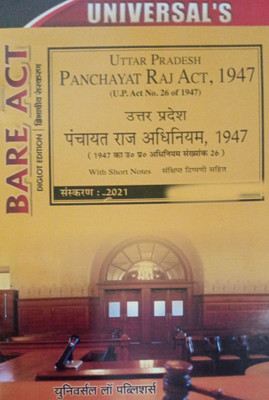 UNIVERSAL'S
BARE ACT
DIGLOT EDITION | द्विभाषीय संस्करण
UTTAR PRADESH
PANCHAYAT RAJ ACT, 1947
(U.P. Act No. 26 of 1947)
उत्तर प्रदेश
पंचायत राज अधिनियम, 1947
( 1947 का उ० प्र० अधिनियम संख्यांक 26 )
With Short Notes संक्षिप्त टिप्पणी सहित
संस्करण : 2021
युनिवर्सल लॉ पब्लिशर्स